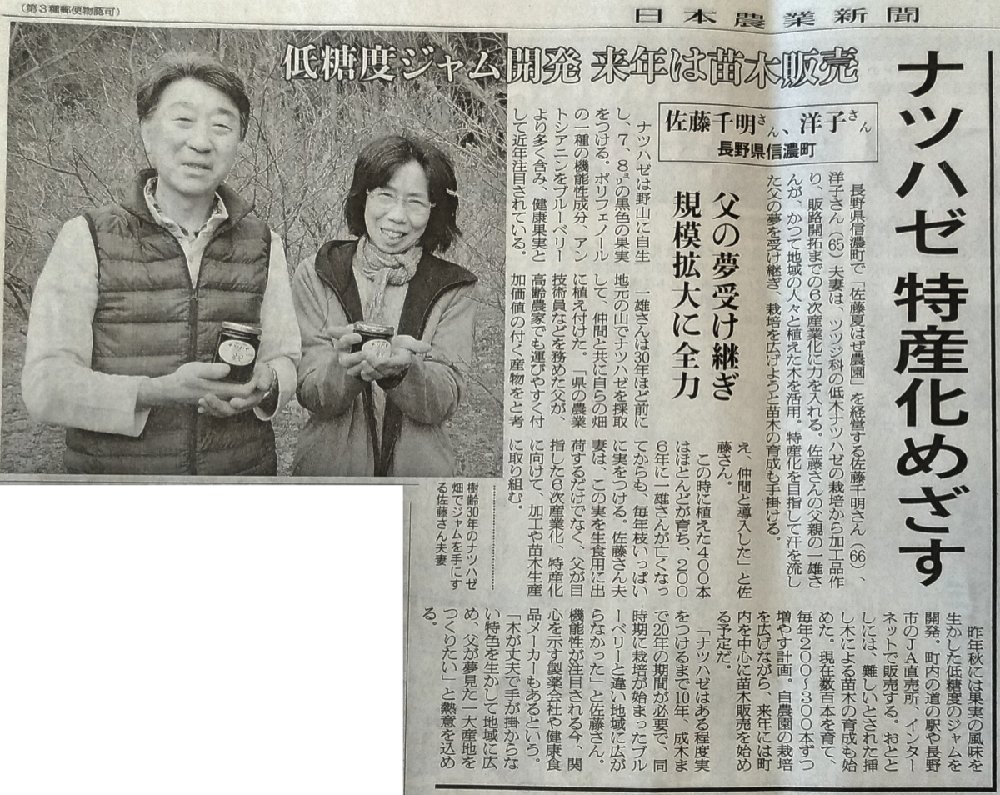 (第3種郵便物認可)
日本農業新聞
ナツハゼ 特産化めざす
低糖度ジャム開発 来年は苗木販売
佐藤千明さん、洋子さん
長野県信濃町
父の夢受け継ぎ
規模拡大に全力
長野県信濃町で「佐藤夏はぜ農園」を経営する佐藤千明さん(66)、
洋子さん(65)夫妻は、ツツジ科の低木ナツハゼの栽培から加工品作
り、販路開拓までの6次産業化に力を入れる。佐藤さんの父親の一雄さ
んが、かつて地域の人々と植えた木を活用。特産化を目指して汗を流し
た父の夢を受け継ぎ、栽培を広げようと苗木の育成も手掛ける。
ナツハゼは野山に自生
し、7、8㍉の黒色の果実
をつける。ポリフェノール
の一種の機能性成分、アン
トシアニンをブルーベリー
より多く含み、健康果実と
して近年注目されている。
一雄さんは30年ほど前に
地元の山でナツハゼを採取
して、仲間と共に自らの畑
に植え付けた。「県の農業
技術員などを務めた父が、
高齢農家でも運びやすく付
加価値の付く産物をと考
え、仲間と導入した」と佐
藤さん。
この時に植えた400本
はほとんどが育ち、200
6年に一雄さんが亡くなっ
てからも、毎年枝いっぱい
に実をつける。佐藤さん夫
妻は、この実を生食用に出
荷するだけでなく、父が目
指した6次産業化、特産化
に向けて、加工や苗木生産
に取り組む。
樹齢30年のナツハゼ
畑でジャムを手にす
る佐藤さん夫妻
昨年秋には果実の風味を
生かした低糖度のジャムを
開発。町内の道の駅や長野
市のJA直売所、インター
ネットで販売する。おとと
しには、難しいとされた挿
し木による苗木の育成も始
めた。現在数百本を育て、
毎年200〜300本ずつ
増やす計画。自農園の栽培
を広げながら、来年には町
内を中心に苗木販売を始め
る予定だ。
「ナツハゼはある程度実
をつけるまで10年、成木ま
で20年の期間が必要で、同
時期に栽培が始まったブル
ーベリーと違い地域に広が
らなかった」と佐藤さん。
機能性が注目される今、関
心を示す製薬会社や健康食
品メーカーもあるという。
「木が丈夫で手が掛からな
い特色を生かして地域に広
め、父が夢見た一大産地を
つくりたい」と熱意を込め
る。